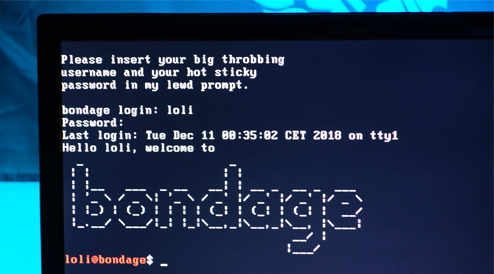 Please insert your big throbbing
username and your hot sticky
password in my lewd prompt.
bondage login: loli
Password:
Last login: Tue Dec 11 00:35:02 CET 2018 on tty1
Hello loli, welcome to
bondage
loli@bondage$ _